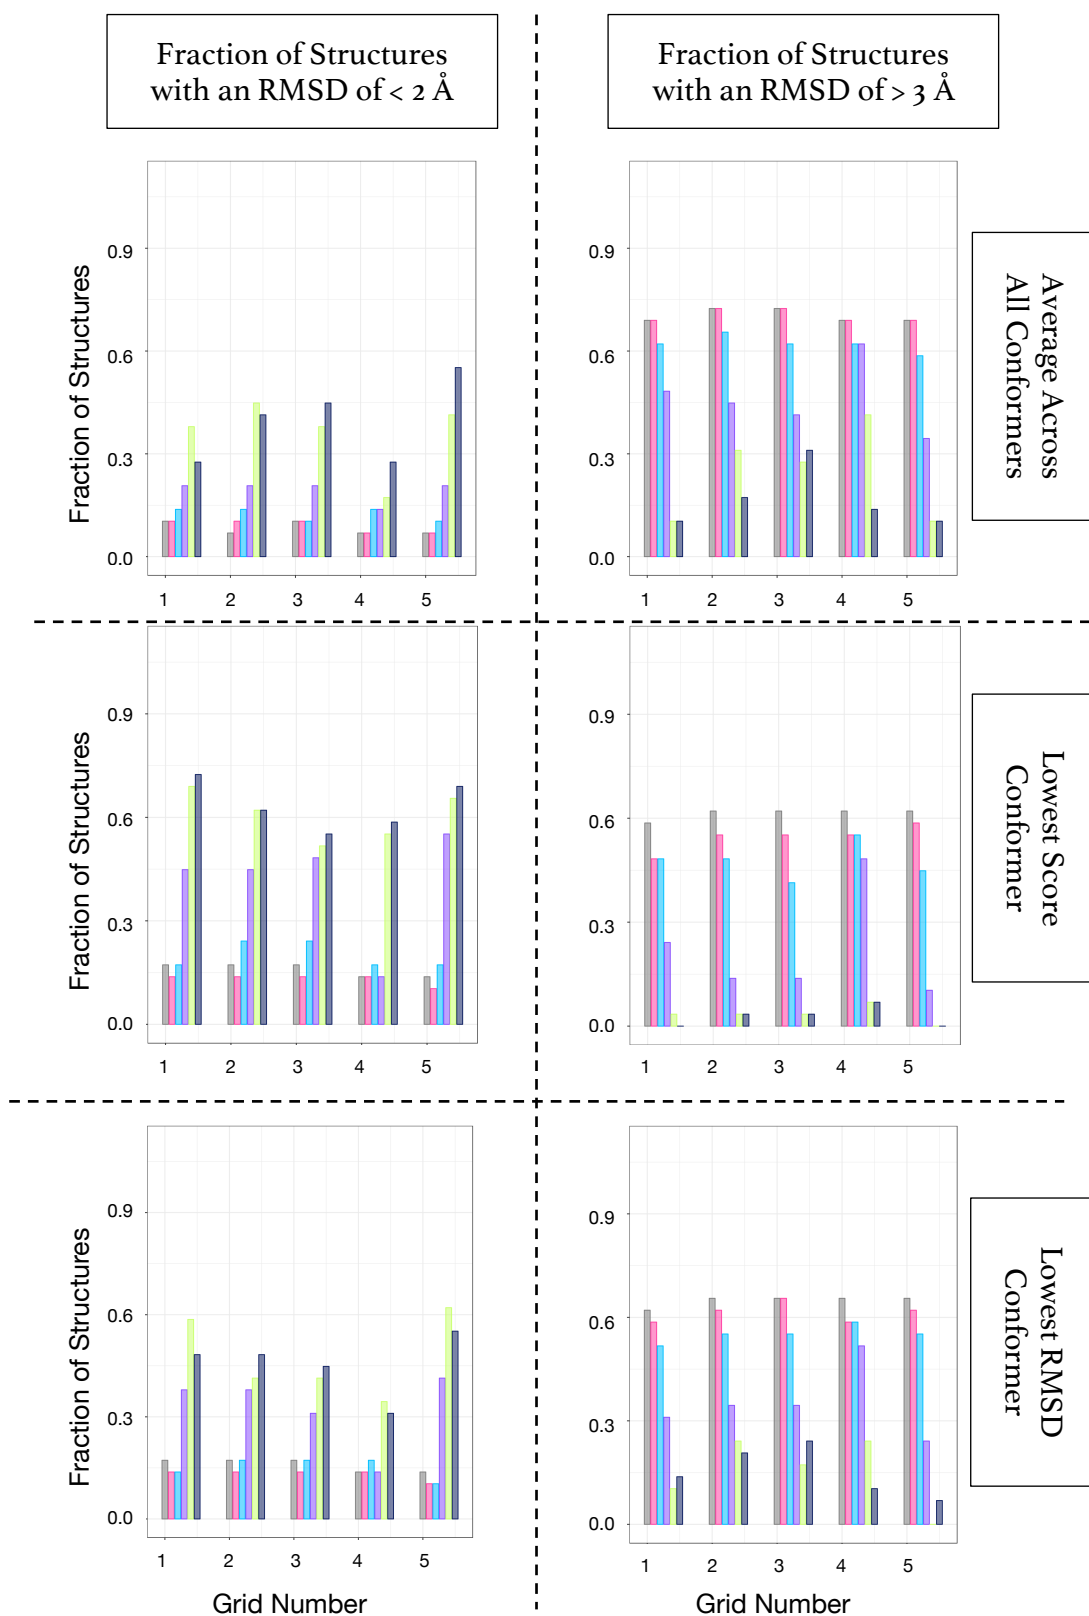 Fraction of Structures
with an RMSD of < 2 Å
Fraction of Structures
with an RMSD of > 3 Å
Fraction of Structures
0.9
0.6
0.3
0.0
1 2 3 4 5
0.9
0.6
0.3
0.0
1 2 3 4 5
Average Across
All Conformers
Fraction of Structures
0.9
0.6
0.3
0.0
1 2 3 4 5
0.9
0.6
0.3
0.0
1 2 3 4 5
Lowest Score
Conformer
Fraction of Structures
0.9
0.6
0.3
0.0
1 2 3 4 5
Grid Number
0.9
0.6
0.3
0.0
1 2 3 4 5
Grid Number
Lowest RMSD
Conformer